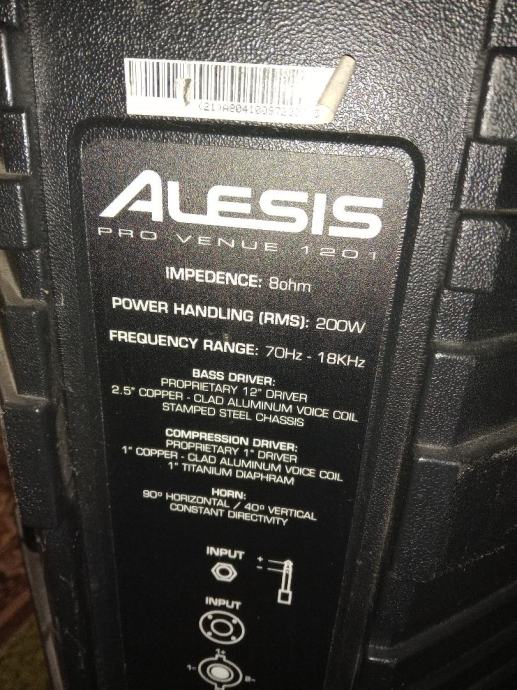 ALESIS
PRO VENUE 1201
IMPEDENCE: 8ohm
POWER HANDLING (RMS): 200W
FREQUENCY RANGE: 70Hz - 18KHz
BASS DRIVER:
PROPRIETARY 12" DRIVER
2.5" COPPER - CLAD ALUMINUM VOICE COIL
STAMPED STEEL CHASSIS
COMPRESSION DRIVER:
PROPRIETARY 1" DRIVER
1" COPPER - CLAD ALUMINUM VOICE COIL
1" TITANIUM DIAPHRAM
HORN:
90° HORIZONTAL / 40° VERTICAL
CONSTANT DIRECTIVITY
INPUT
+
-
INPUT
1+
1-